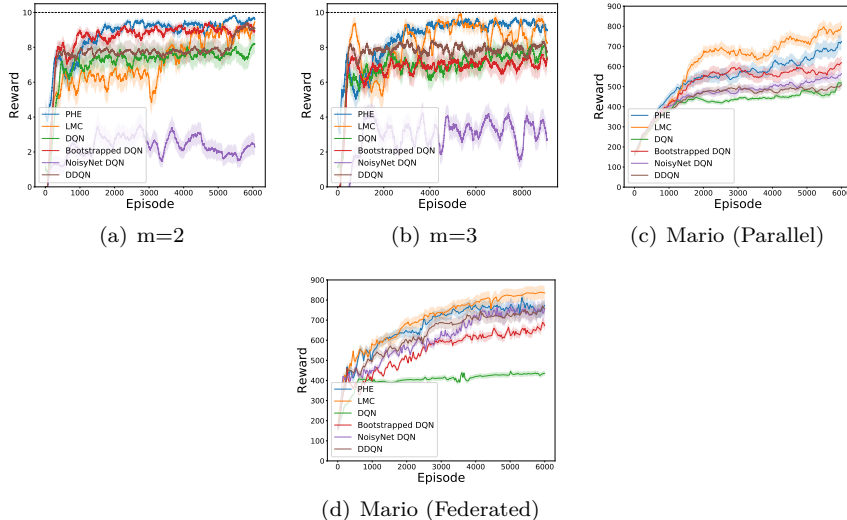 10
8
6
4
2
0
Reward
PHE
LMC
DQN
Bootstrapped DQN
NoisyNet DQN
DDQN
0 1000 2000 3000 4000 5000 6000
Episode
(a) m=2
10
8
6
4
2
0
Reward
PHE
LMC
DQN
Bootstrapped DQN
NoisyNet DQN
DDQN
0 2000 4000 6000 8000
Episode
(b) m=3
900
800
700
600
500
400
300
200
100
0
Reward
PHE
LMC
DQN
Bootstrapped DQN
NoisyNet DQN
DDQN
0 1000 2000 3000 4000 5000 6000
Episode
(c) Mario (Parallel)
900
800
700
600
500
400
300
200
100
0
Reward
PHE
LMC
DQN
Bootstrapped DQN
NoisyNet DQN
DDQN
0 1000 2000 3000 4000 5000 6000
Episode
(d) Mario (Federated)